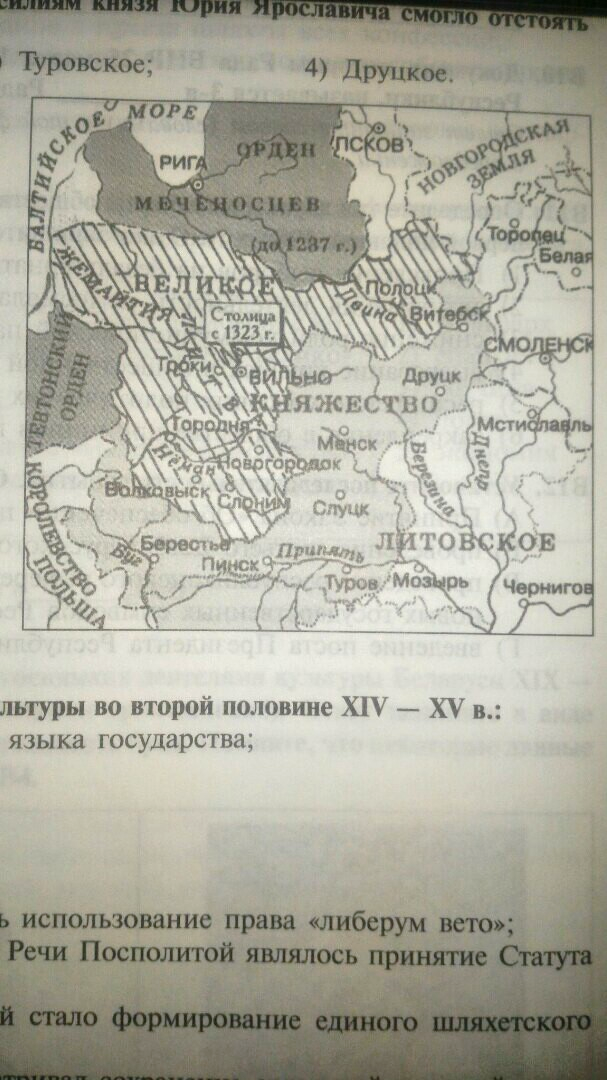 силиям князя Юрия Ярославича смогло отстоять
Туровское;
4) Друцкое.
БАЛТИЙСКОЕ МОРЕ
РИГА
ОРДЕН
МЕЧЕНОСЦЕВ
(до 1237 г.)
ПСКОВ
НОВГОРОДСКАЯ
ЗЕМЛЯ
Торопец
Белая
ЖЕМАЙТИЯ
ВЕЛИКОЕ
Полоцк
Двина
Витебск
Столица
с 1323 г.
СМОЛЕНСК
ТЕВТОНСКИЙ
ОРДЕН
Троки
ВИЛЬНО
Друцк
КНЯЖЕСТВО
Мстиславль
Городня
Менск
Березина
Днепр
Нёман
Новогородок
Волковыск
Слоним
Слуцк
КОРОЛЕВСТВО
ПОЛЬША
Буг
Берестье
Пинск
Припять
ЛИТОВСКОЕ
Туров
Мозырь
Чернигов
ультуры во второй половине XIV — XV в.:
языка государства;
ь использование права «либерум вето»;
Речи Посполитой являлось принятие Статута
й стало формирование единого шляхетского